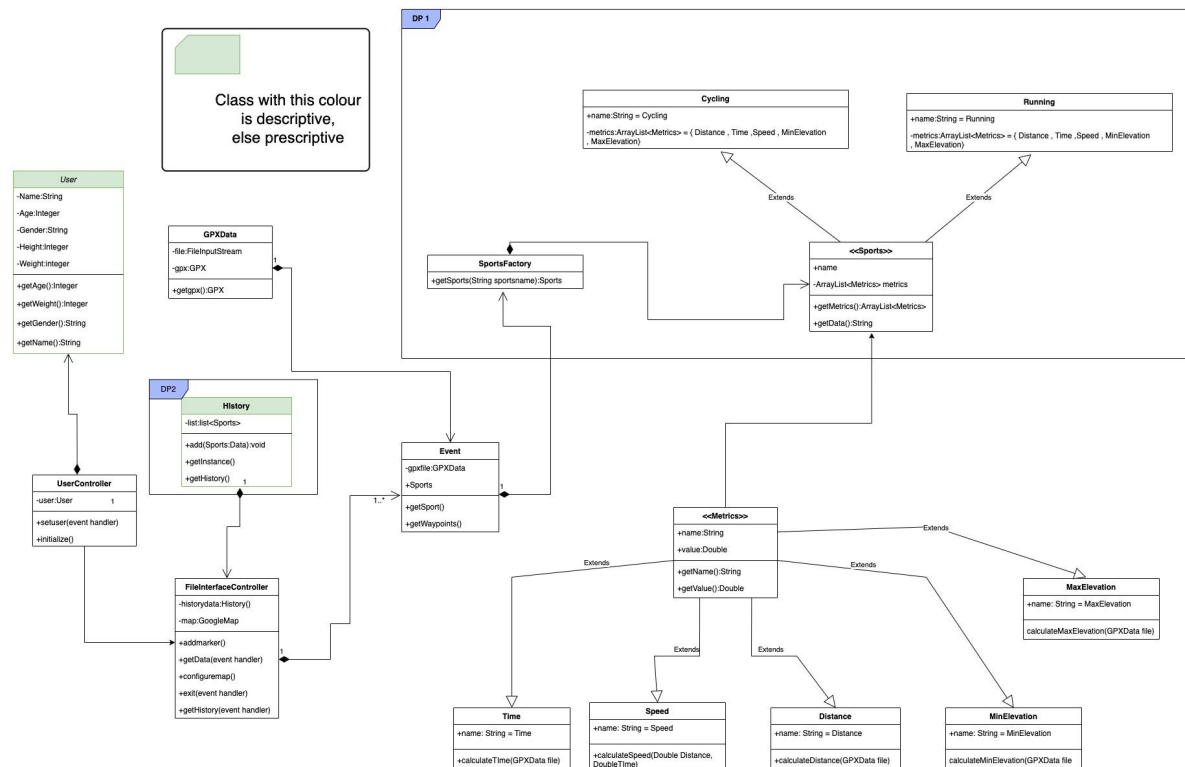 DP 1
Class with this colour
is descriptive,
else prescriptive
Cycling
+name:String = Cycling
-metrics:ArrayList<Metrics> = { Distance , Time ,Speed , MinElevation
, MaxElevation}
Running
+name:String = Running
-metrics:ArrayList<Metrics> = { Distance , Time ,Speed , MinElevation
, MaxElevation}
Extends
Extends
User
-Name:String
-Age:Integer
-Gender:String
-Height:Integer
-Weight:integer
+getAge():Integer
+getWeight():Integer
+getGender():String
+getName():String
GPXData
-file:FileInputStream
-gpx:GPX
+getgpx():GPX
1
SportsFactory
+getSports(String sportsname):Sports
<<Sports>>
+name
-ArrayList<Metrics> metrics
+getMetrics():ArrayList<Metrics>
+getData():String
DP2
HIstory
-list:list<Sports>
+add(Sports:Data):void
+getInstance()
+getHistory()
1
Event
-gpxfile:GPXData
+Sports
+getSport()
+getWaypoints()
1
1..*
UserController
-user:User
1
+setuser(event handler)
+initialize()
FileInterfaceController
-historydata:History()
-map:GoogleMap
+addmarker()
+getData(event handler)
+configuremap()
+exit(event handler)
+getHistory(event handler)
1
<<Metrics>>
+name:String
+value:Double
+getName():String
+getValue():Double
Extends
Extends
Extends
Extends
Extends
MaxElevation
+name: String = MaxElevation
calculateMaxElevation(GPXData file)
Time
+name: String = Time
+calculateTIme(GPXData file)
Speed
+name: String = Speed
+calculateSpeed(Double Distance,
DoubleTIme)
Distance
+name: String = Distance
+calculateDistance(GPXData file)
MinElevation
+name: String = MinElevation
calculateMinElevation(GPXData file